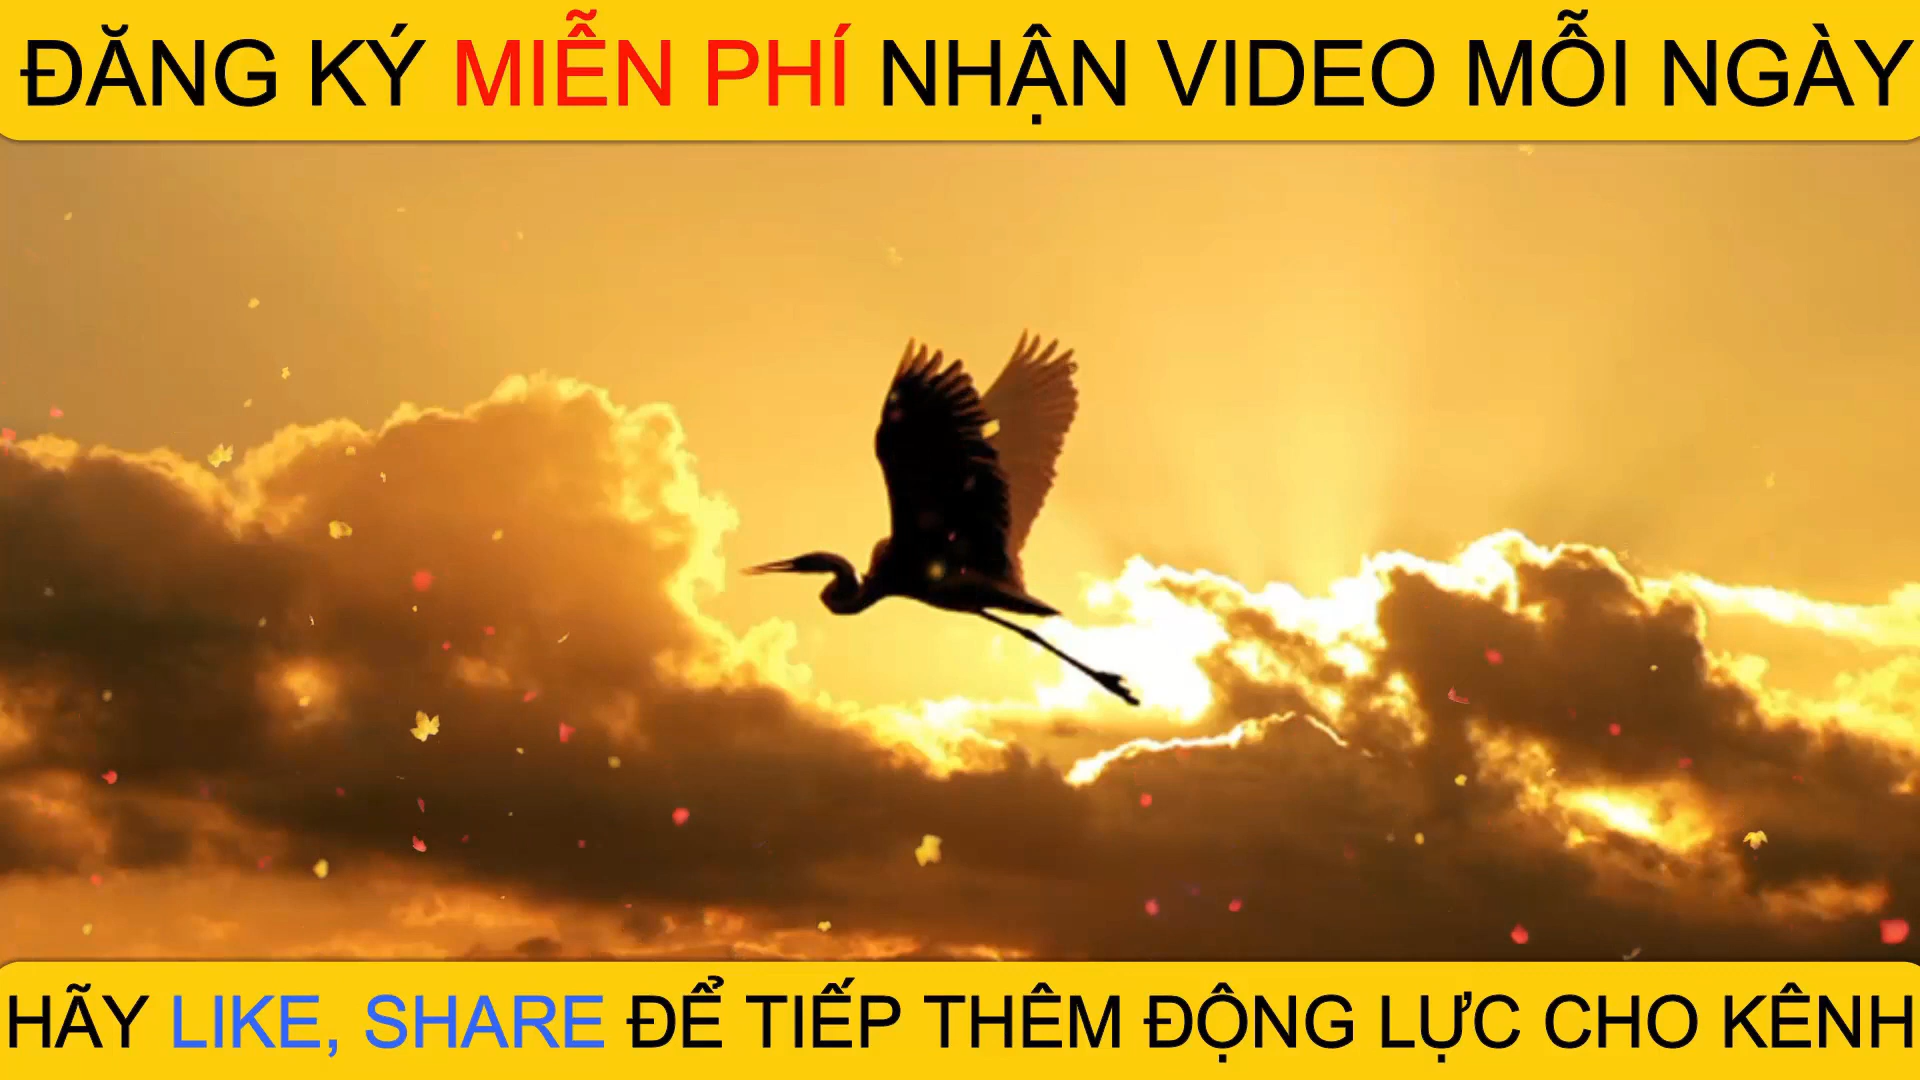 ĐĂNG KÝ MIỄN PHÍ NHẬN VIDEO MỖI NGÀY
HÃY LIKE, SHARE ĐỂ TIẾP THÊM ĐỘNG LỰC CHO KÊNH